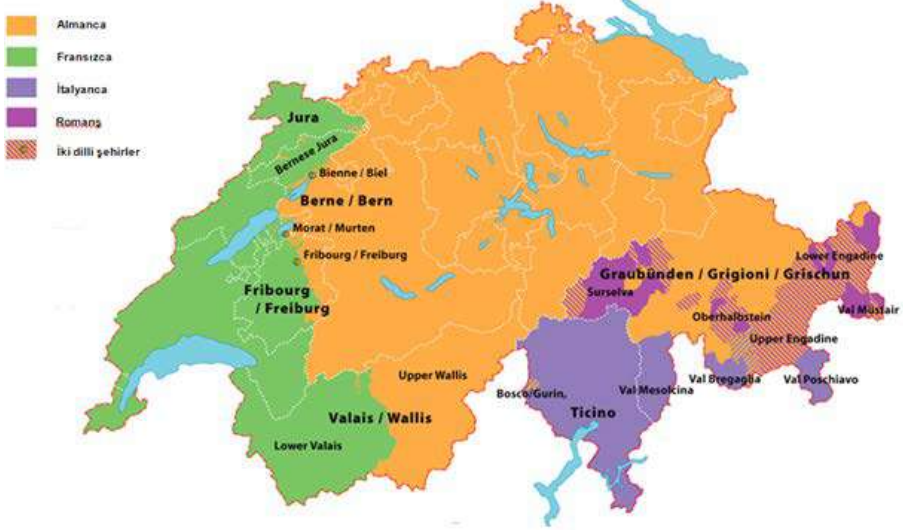 Almanca
Fransızca
İtalyanca
Romanş
İki dilli şehirler
Jura
Bernese Jura
Bienne / Biel
Berne / Bern
Morat / Murten
Fribourg / Freiburg
Fribourg
/ Freiburg
Lower Engadine
Graubünden / Grigioni / Grischun
Surselva
Val Müstair
Oberhalbstein
Upper Engadine
Upper Wallis
Val Bregaglia
Val Poschiavo
Bosco/Gurin,
Val Mesolcina
Ticino
Valais / Wallis
Lower Valais